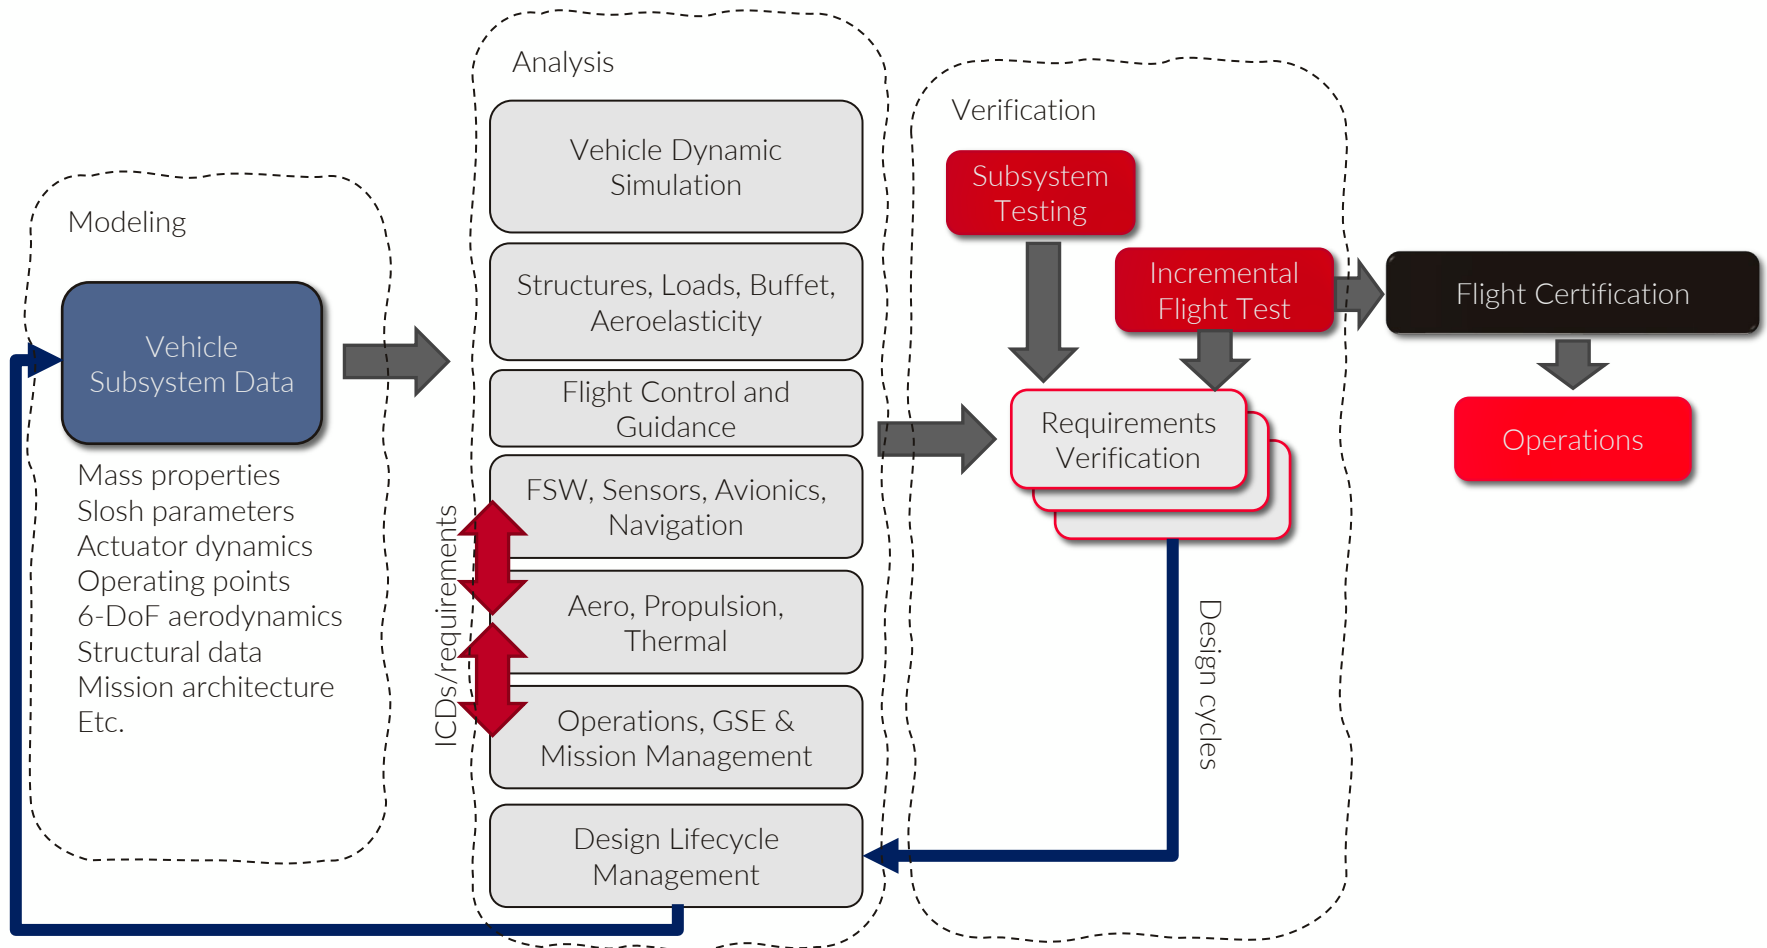 Modeling
Vehicle
Subsystem Data
Mass properties
Slosh parameters
Actuator dynamics
Operating points
6-DoF aerodynamics
Structural data
Mission architecture
Etc.
Analysis
Vehicle Dynamic
Simulation
Structures, Loads, Buffet,
Aeroelasticity
Flight Control and
Guidance
FSW, Sensors, Avionics,
Navigation
Aero, Propulsion,
Thermal
Operations, GSE &
Mission Management
Design Lifecycle
Management
ICDs/requirements
Verification
Subsystem
Testing
Incremental
Flight Test
Requirements
Verification
Design cycles
Flight Certification
Operations